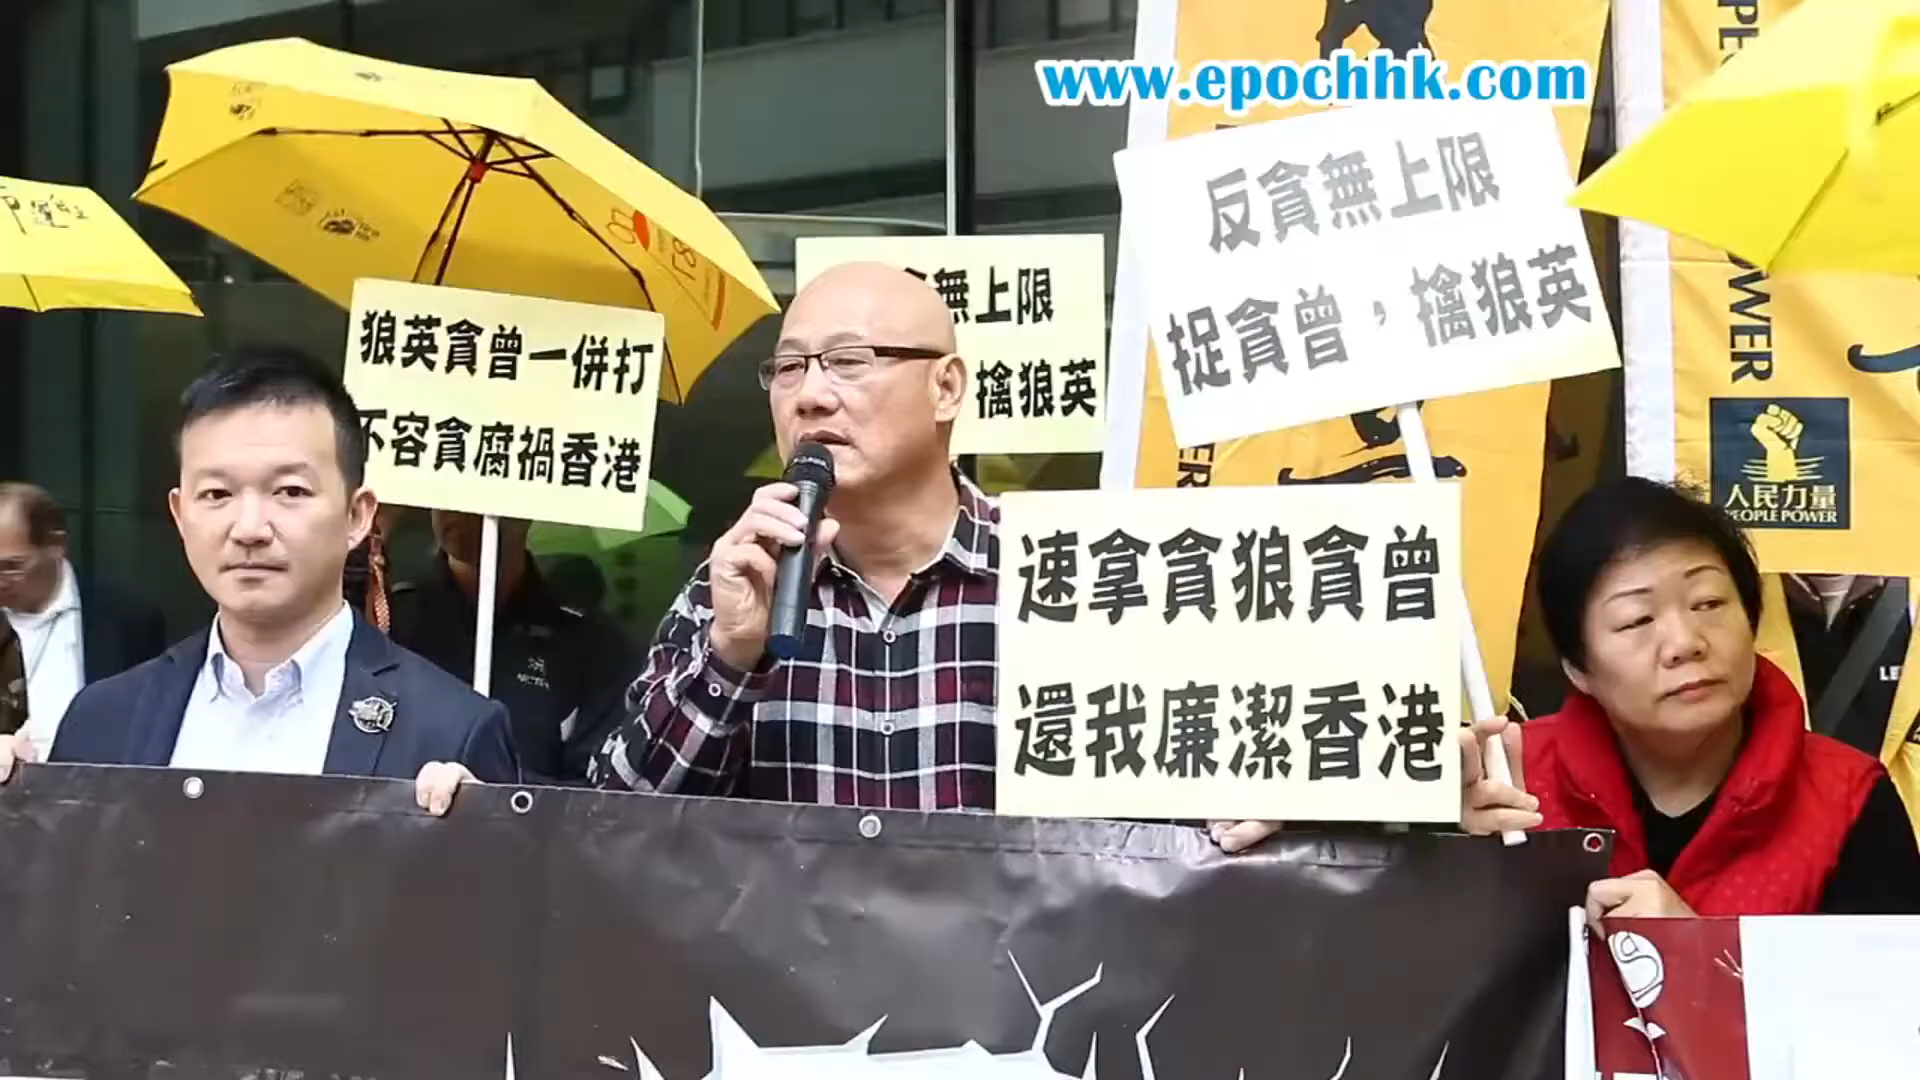 www.epochhk.com
反貪無上限
捉貪曾，擒狼英
狼英貪曾一併打
不容貪腐禍香港
無上限
擒狼英
速拿貪狼貪曾
還我廉潔香港
人民力量
PEOPLE POWER
OWER